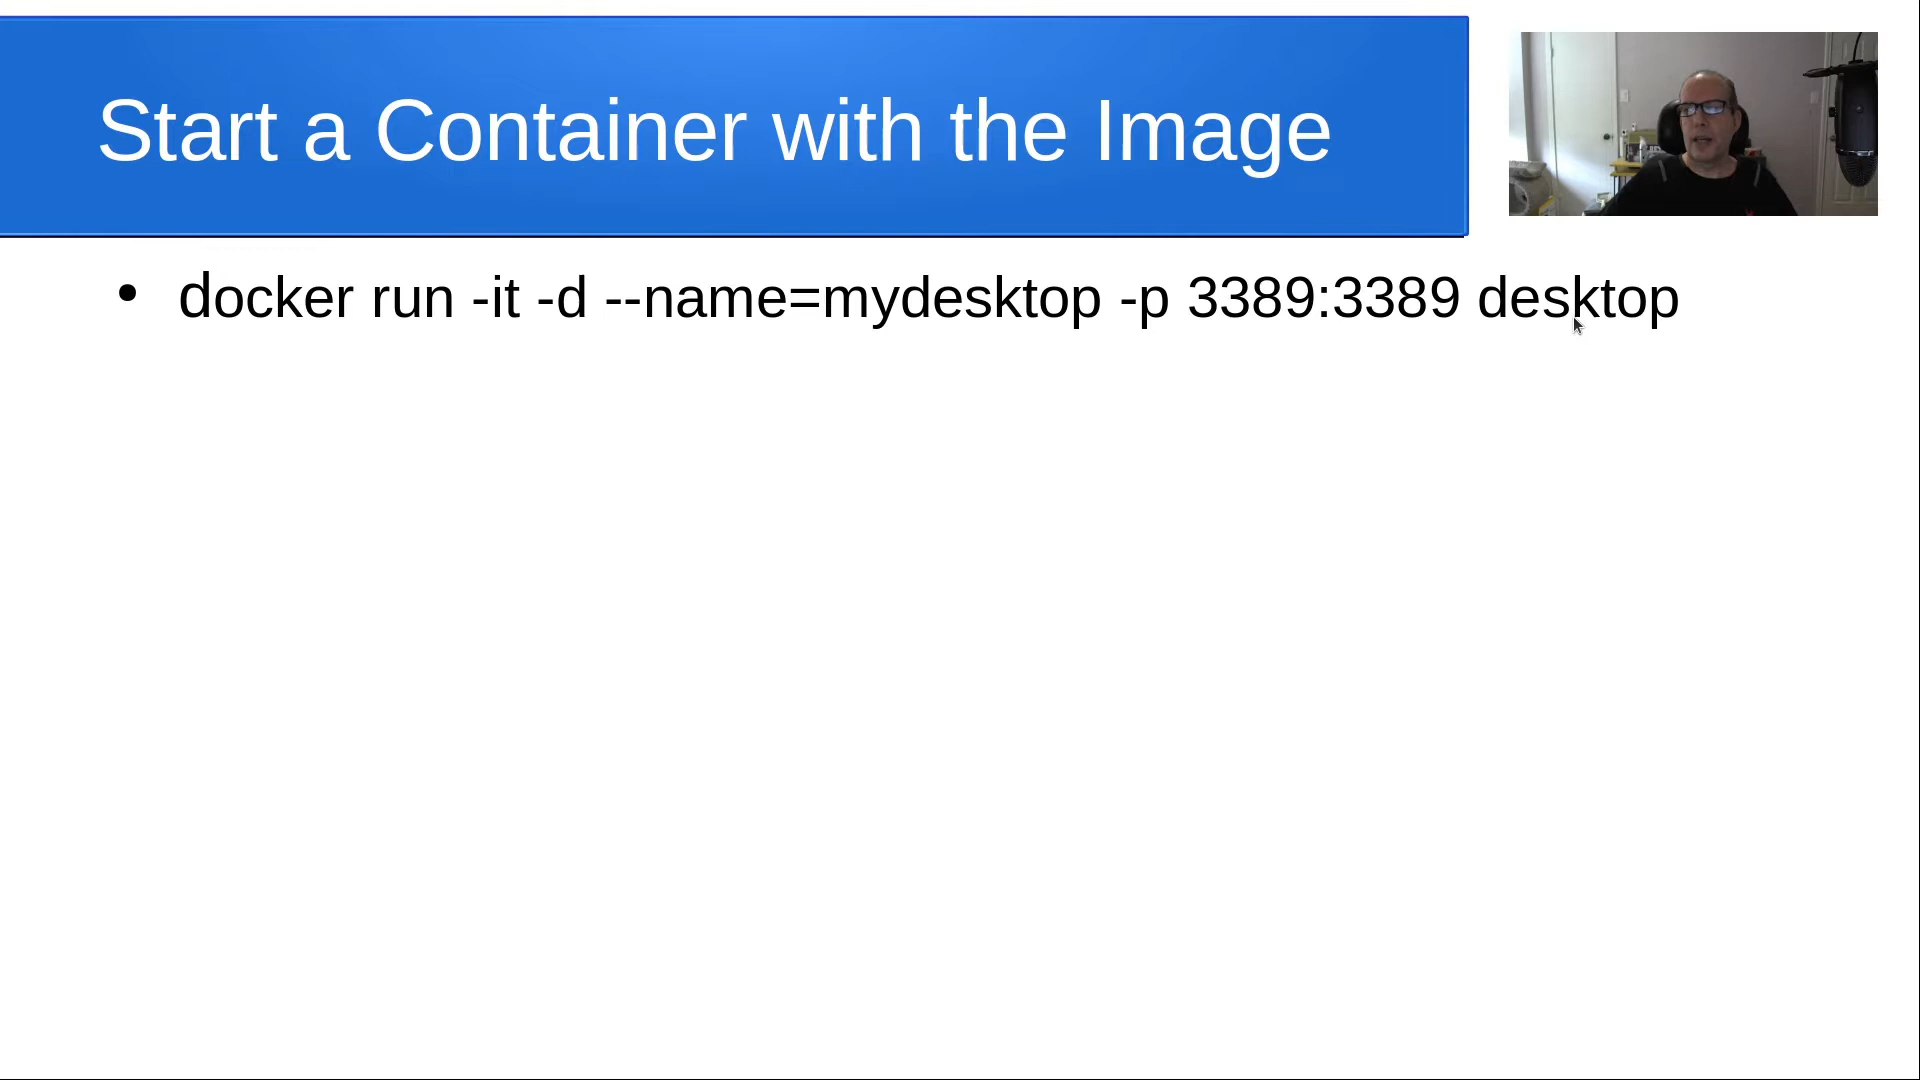 Start a Container with the Image
docker run -it -d --name=mydesktop -p 3389:3389 desktop